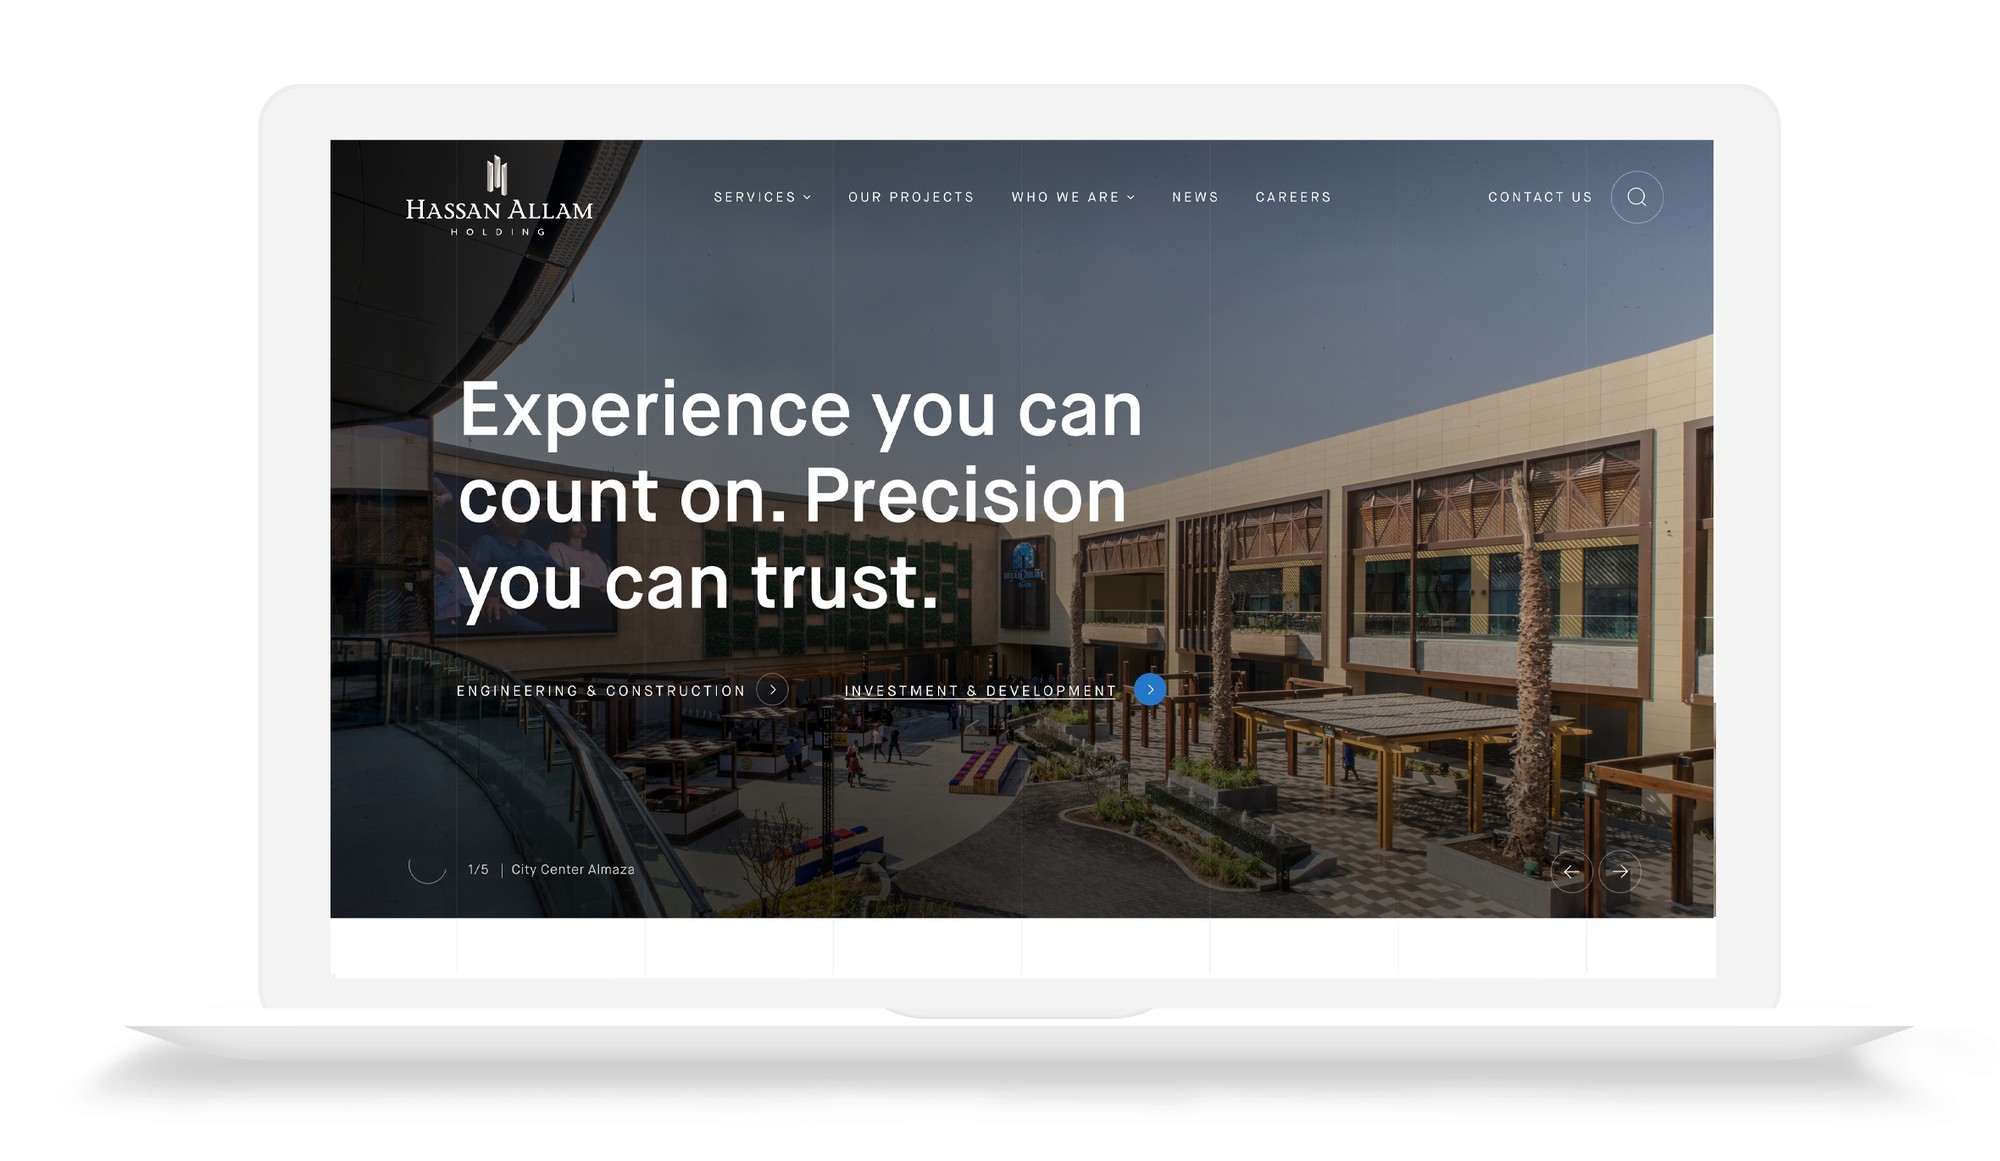 HASSAN ALLAM
HOLDING
SERVICES
OUR PROJECTS
WHO WE ARE
NEWS
CAREERS
CONTACT US
Experience you can
count on. Precision
you can trust.
ENGINEERING & CONSTRUCTION
INVESTMENT & DEVELOPMENT
1/5 | City Center Almaza